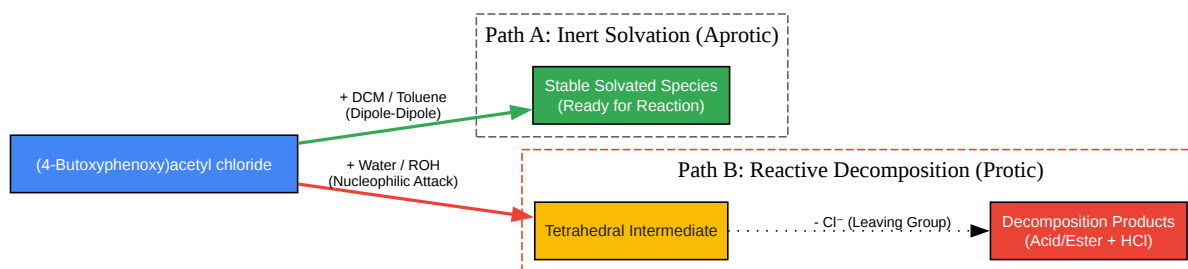 Path A: Inert Solvation (Aprotic)
Stable Solvated Species
(Ready for Reaction)
+ DCM / Toluene
(Dipole-Dipole)
(4-Butoxyphenoxy)acetyl chloride
+ Water / ROH
(Nucleophilic Attack)
Path B: Reactive Decomposition (Protic)
Tetrahedral Intermediate
- Cl⁻ (Leaving Group)
Decomposition Products
(Acid/Ester + HCl)